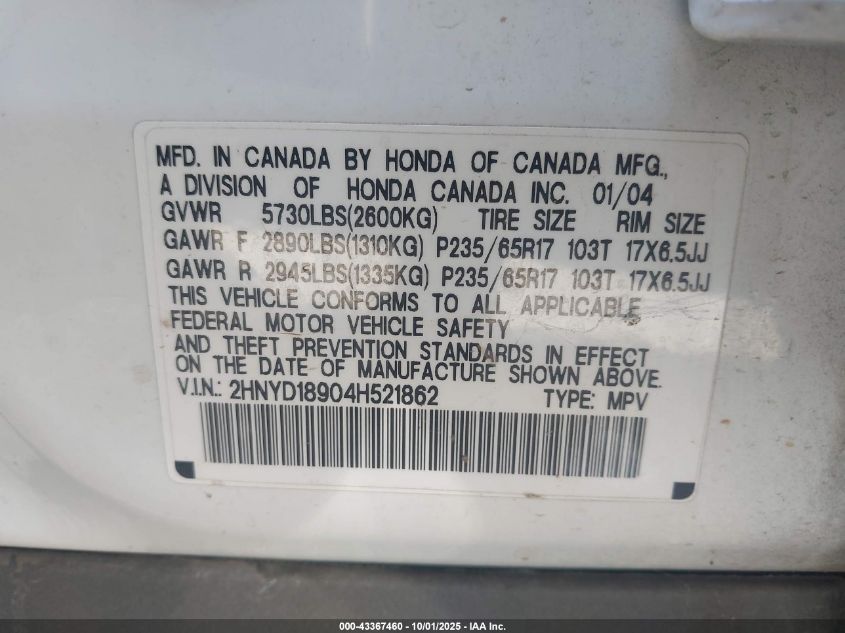 MFD. IN CANADA BY HONDA OF CANADA MFG.,
A DIVISION OF HONDA CANADA INC. 01/04
GVWR 5730LBS(2600KG) TIRE SIZE RIM SIZE
GAWR F 2890LBS(1310KG) P235/65R17 103T 17X6.5JJ
GAWR R 2945LBS(1335KG) P235/65R17 103T 17X6.5JJ
THIS VEHICLE CONFORMS TO ALL APPLICABLE
FEDERAL MOTOR VEHICLE SAFETY
AND THEFT PREVENTION STANDARDS IN EFFECT
ON THE DATE OF MANUFACTURE SHOWN ABOVE.
V.I.N.: 2HNYD18904H521862 TYPE: MPV
000-43367460 - 10/01/2025 - IAA Inc.